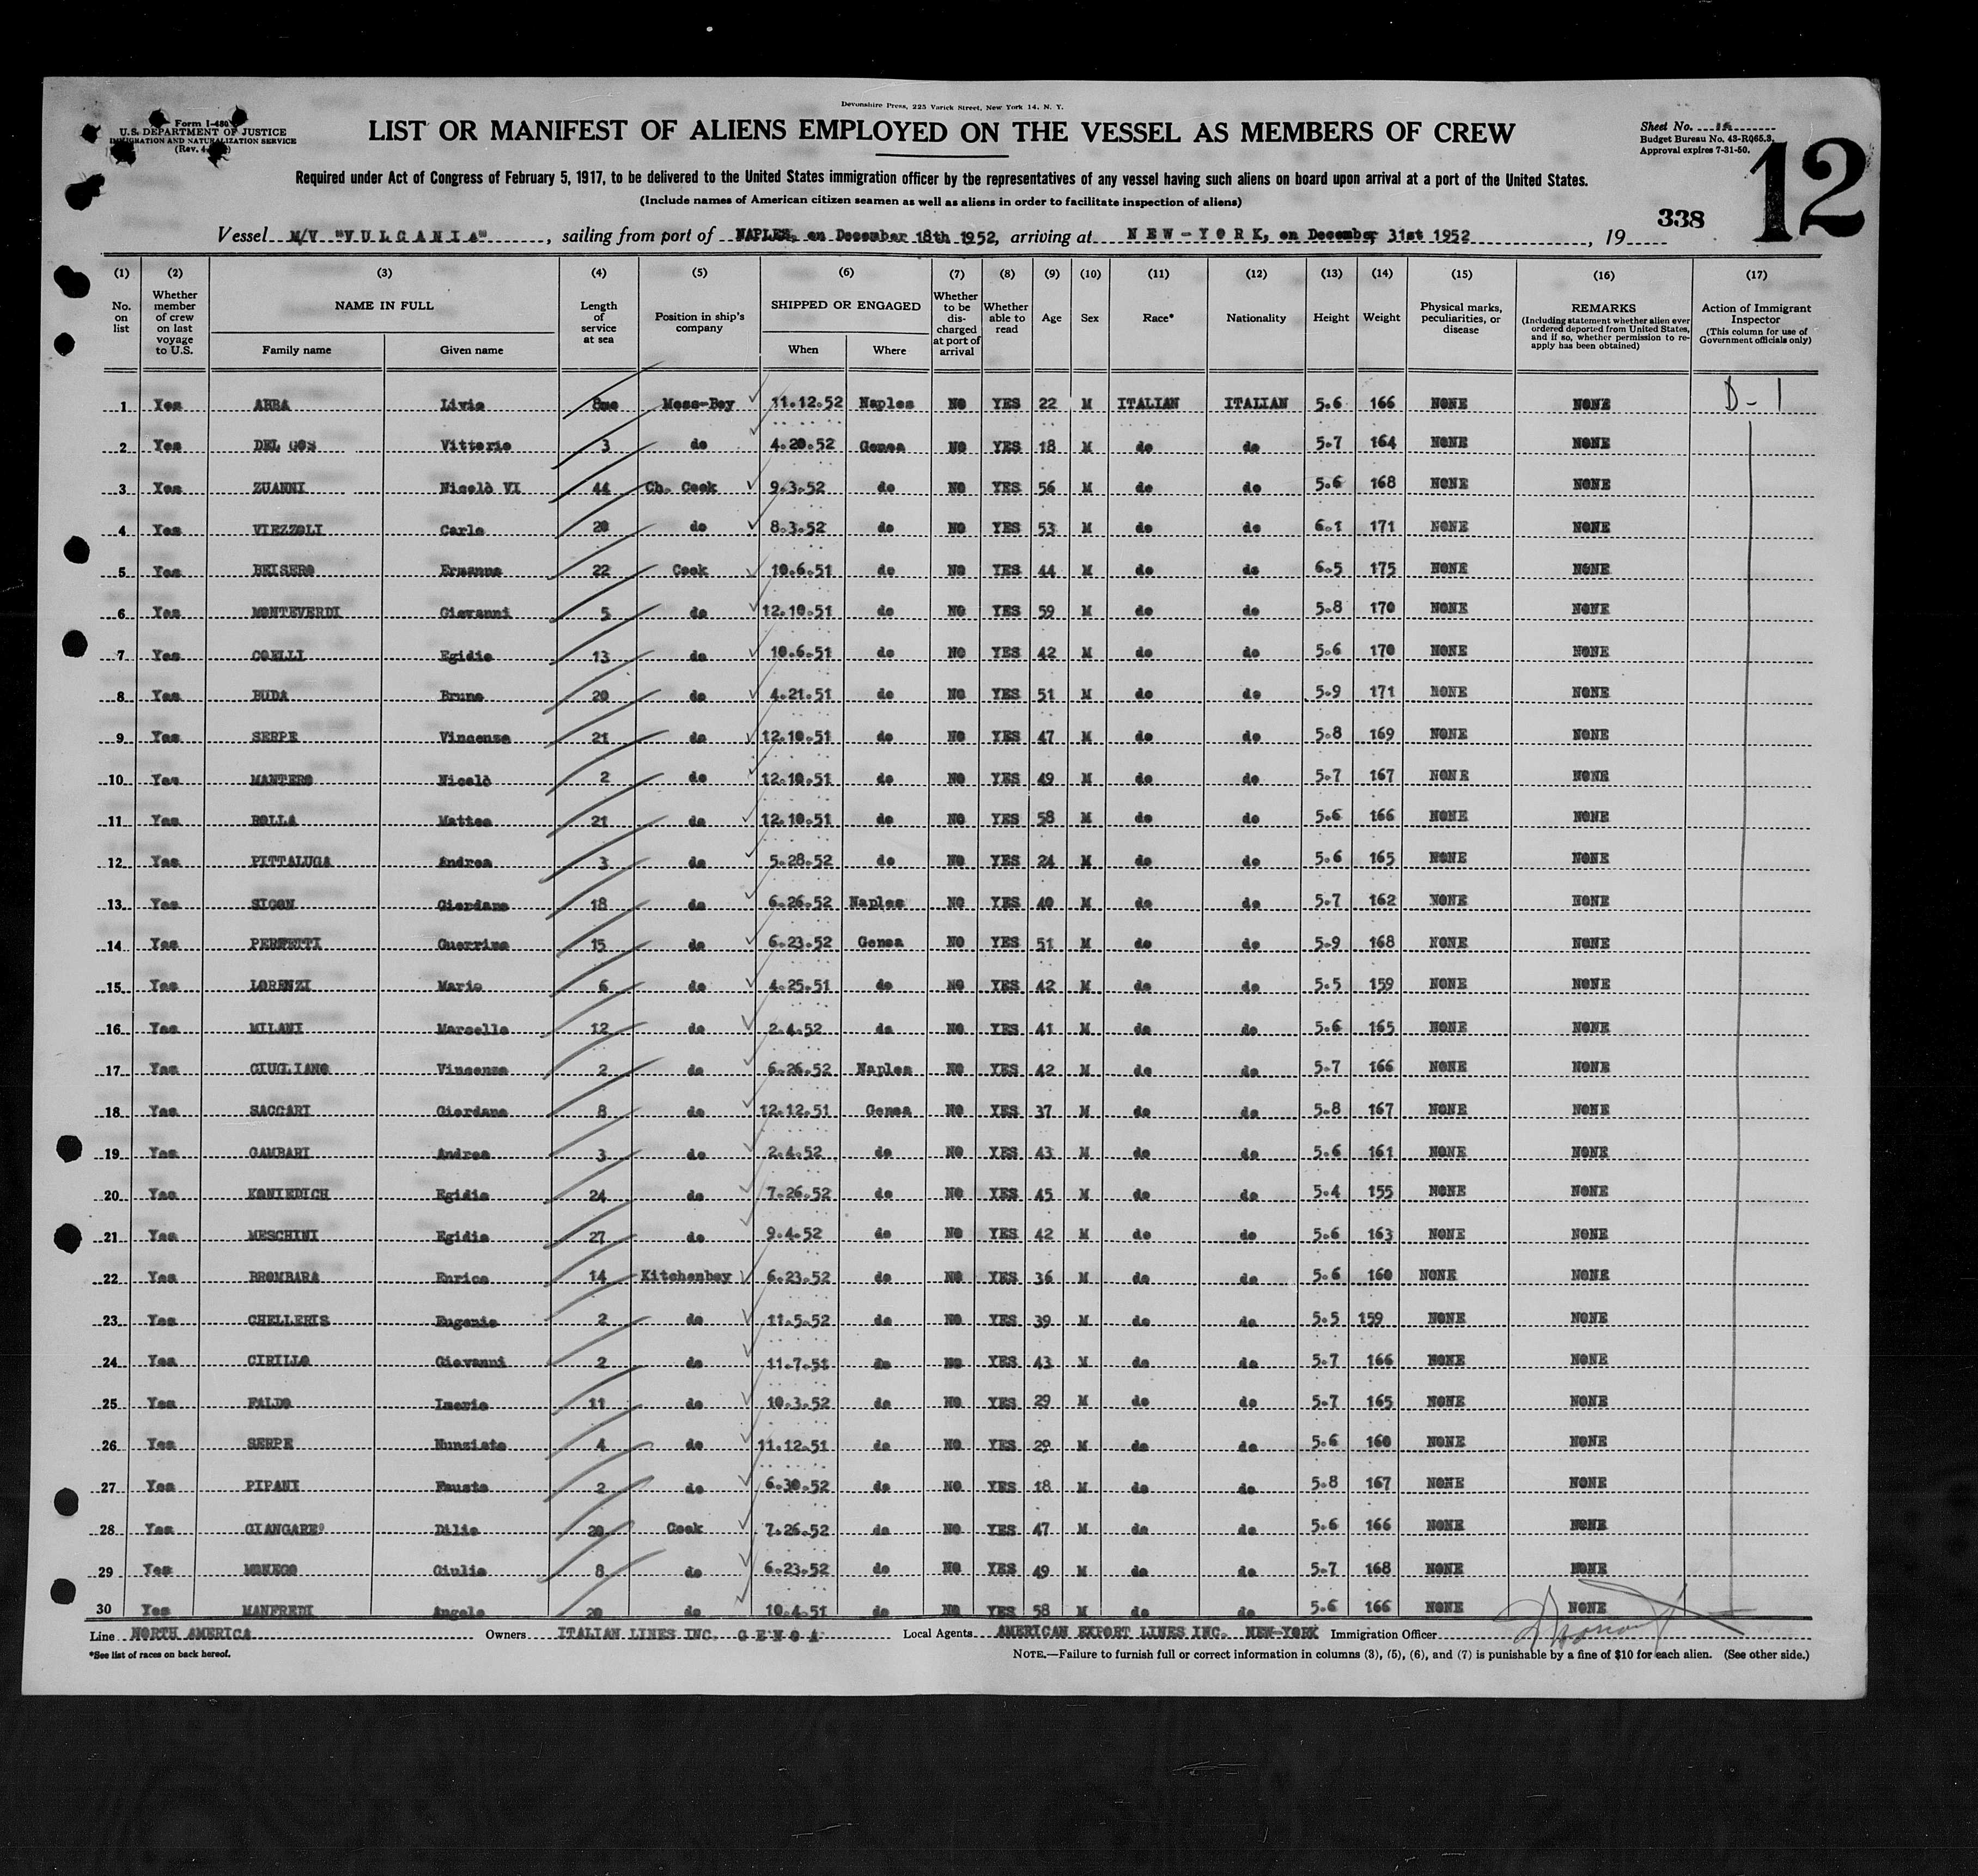 Devonshire Press, 225 Varick Street, New York 14, N. Y.
Form I-480
U. S. DEPARTMENT OF JUSTICE
IMMIGRATION AND NATURALIZATION SERVICE
(Rev.
LIST OR MANIFEST OF ALIENS EMPLOYED ON THE VESSEL AS MEMBERS OF CREW
Sheet No.
Budget Bureau No. 43-R065.3.
Approval expires 7-31-50.
12
Required under Act of Congress of February 5, 1917, to be delivered to the United States immigration officer by the representatives of any vessel having such aliens on board upon arrival at a port of the United States.
(Include names of American citizen seamen as well as aliens in order to facilitate inspection of aliens)
338
Vessel M/V "VULCANIA", sailing from port of NAPLES, on December 18th 1952, arriving at NEW-YORK, on December 31st 1952, 19
(1) (2) (3) (4) (5) (6) (7) (8) (9) (10) (11) (12) (13) (14) (15) (16) (17)
No. on list Whether member of crew on last voyage to U.S. NAME IN FULL Family name Given name Length of service at sea Position in ship's company SHIPPED OR ENGAGED When Where Whether to be discharged at port of arrival Whether able to read Age Sex Race* Nationality Height Weight Physical marks, peculiarities, or disease REMARKS (Including statement whether alien ever ordered deported from United States, and if so, whether permission to reapply has been obtained) Action of Immigrant Inspector (This column for use of Government officials only)
1 Yes ABBA Livio 8mo Mess-Boy 11.12.52 Naples NO YES 22 M ITALIAN ITALIAN 5.6 166 NONE NONE D-1
2 Yes DEL GOS Vittorio 3 do 4.20.52 Genoa NO YES 18 M do do 5.7 164 NONE NONE
3 Yes ZUANNI Nicolò VI 44 Ch. Cook 9.3.52 do NO YES 56 M do do 5.6 168 NONE NONE
4 Yes VIEZZOLI Carlo 20 do 8.3.52 do NO YES 53 M do do 6.1 171 NONE NONE
5 Yes BEISERO Ermanno 22 Cook 10.6.51 do NO YES 44 M do do 6.5 175 NONE NONE
6 Yes MONTEVERDI Giovanni 5 do 12.10.51 do NO YES 59 M do do 5.8 170 NONE NONE
7 Yes COELLI Egidio 13 do 10.6.51 do NO YES 42 M do do 5.6 170 NONE NONE
8 Yes BUDA Bruno 20 do 4.21.51 do NO YES 51 M do do 5.9 171 NONE NONE
9 Yes SERPE Vincenzo 21 do 12.10.51 do NO YES 47 M do do 5.8 169 NONE NONE
10 Yes MANTERO Nicolò 2 do 12.10.51 do NO YES 49 M do do 5.7 167 NONE NONE
11 Yes BOLLA Matteo 21 do 12.10.51 do NO YES 58 M do do 5.6 166 NONE NONE
12 Yes PITTALUGA Andrea 3 do 5.28.52 do NO YES 24 M do do 5.6 165 NONE NONE
13 Yes SICON Giordano 18 do 6.26.52 Naples NO YES 40 M do do 5.7 162 NONE NONE
14 Yes PERFETTI Guerrino 15 do 6.23.52 Genoa NO YES 51 M do do 5.9 168 NONE NONE
15 Yes LORENZI Mario 6 do 4.25.51 do NO YES 42 M do do 5.5 159 NONE NONE
16 Yes MILANI Marcello 12 do 2.4.52 do NO YES 41 M do do 5.6 165 NONE NONE
17 Yes GIUGLIANO Vincenzo 2 do 6.26.52 Naples NO YES 42 M do do 5.7 166 NONE NONE
18 Yes SACCARI Giordano 8 do 12.12.51 Genoa NO YES 37 M do do 5.8 167 NONE NONE
19 Yes GAMBARI Andrea 3 do 2.4.52 do NO YES 43 M do do 5.6 161 NONE NONE
20 Yes KONIEDICH Egidio 24 do 7.26.52 do NO YES 45 M do do 5.4 155 NONE NONE
21 Yes MESCHINI Egidio 27 do 9.4.52 do NO YES 42 M do do 5.6 163 NONE NONE
22 Yes BROMBARA Enrico 14 Kitchenboy 6.23.52 do NO YES 36 M do do 5.6 160 NONE NONE
23 Yes CHELLERIS Eugenio 2 do 11.5.52 do NO YES 39 M do do 5.5 159 NONE NONE
24 Yes CIRILLO Giovanni 2 do 11.7.51 do NO YES 43 M do do 5.7 166 NONE NONE
25 Yes FALDO Imerio 11 do 10.3.52 do NO YES 29 M do do 5.7 165 NONE NONE
26 Yes SERPE Nunziato 4 do 11.12.51 do NO YES 29 M do do 5.6 160 NONE NONE
27 Yes PIPANI Fausto 2 do 6.30.52 do NO YES 18 M do do 5.8 167 NONE NONE
28 Yes GIANGARE° Dilio 20 Cook 7.26.52 do NO YES 47 M do do 5.6 166 NONE NONE
29 Yes MONEGO Giulio 8 do 6.23.52 do NO YES 49 M do do 5.7 168 NONE NONE
30 Yes MANFREDI Angelo 20 do 10.4.51 do NO YES 58 M do do 5.6 166 NONE NONE
Line NORTH AMERICA Owners ITALIAN LINES INC. GENOA Local Agents AMERICAN EXPORT LINES INC. NEW-YORK Immigration Officer
*See list of races on back hereof.
NOTE.—Failure to furnish full or correct information in columns (3), (5), (6), and (7) is punishable by a fine of $10 for each alien. (See other side.)